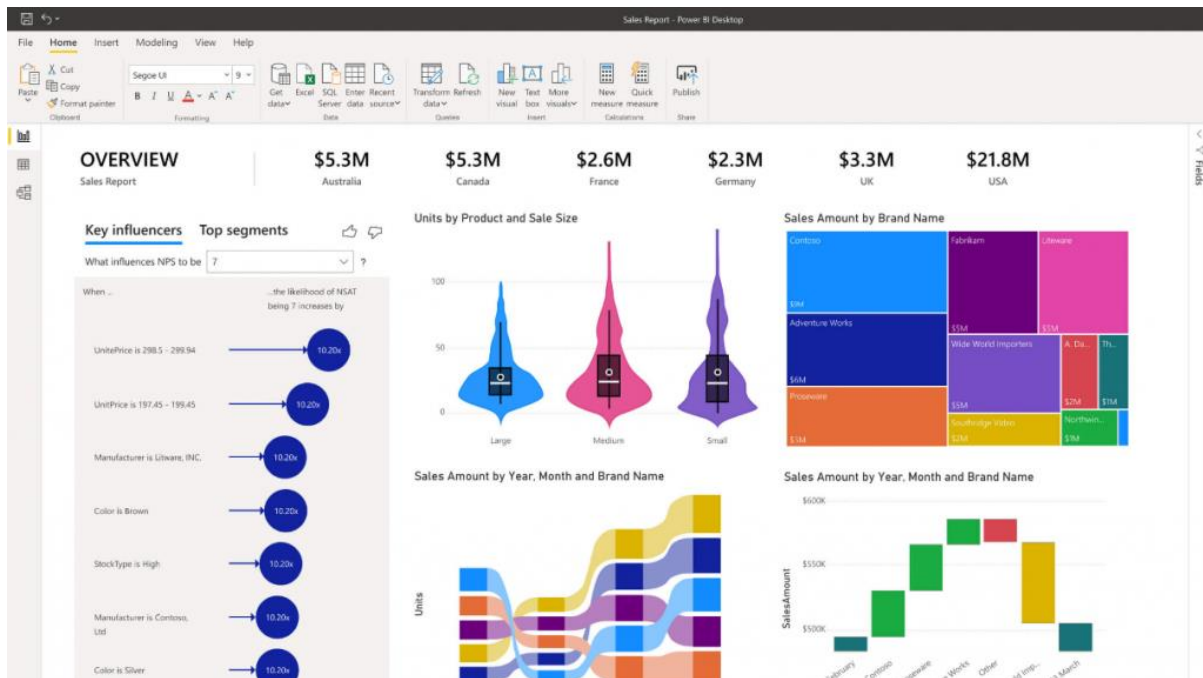 Sales Report - Power BI Desktop
File Home Insert Modeling View Help
Paste
Cut
Copy
Format painter
Clipboard
Segoe UI 9
B I U A A A
Formatting
Get data
Excel
SQL Server
Enter data
Recent source
Data
Transform data
Refresh
Queries
New visual
Text box
More visuals
Insert
New measure
Quick measure
Calculations
Publish
Share
Fields
OVERVIEW
Sales Report
$5.3M
Australia
$5.3M
Canada
$2.6M
France
$2.3M
Germany
$3.3M
UK
$21.8M
USA
Key influencers Top segments
What influences NPS to be 7 ?
When ...
...the likelihood of NSAT
being 7 increases by
UnitePrice is 298.5 - 299.94 10.20x
UnitPrice is 197.45 - 199.45 10.20x
Manufacturer is Litware, INC. 10.20x
Color is Brown 10.20x
StockType is High 10.20x
Manufacturer is Contoso,
Ltd 10.20x
Color is Silver 10.20x
Units by Product and Sale Size
100
50
0
Large Medium Small
Sales Amount by Brand Name
Contoso
$9M
Adventure Works
$6M
Proseware
Fabrikam
$5M
Liteware
$5M
Wide World Importers
$5M
Southridge Video
$2M
A. Da...
$2M
Th...
$1M
Northwin...
$1M
Sales Amount by Year, Month and Brand Name
Units
Sales Amount by Year, Month and Brand Name
$600K
$550K
$500K
SalesAmount
Other
March